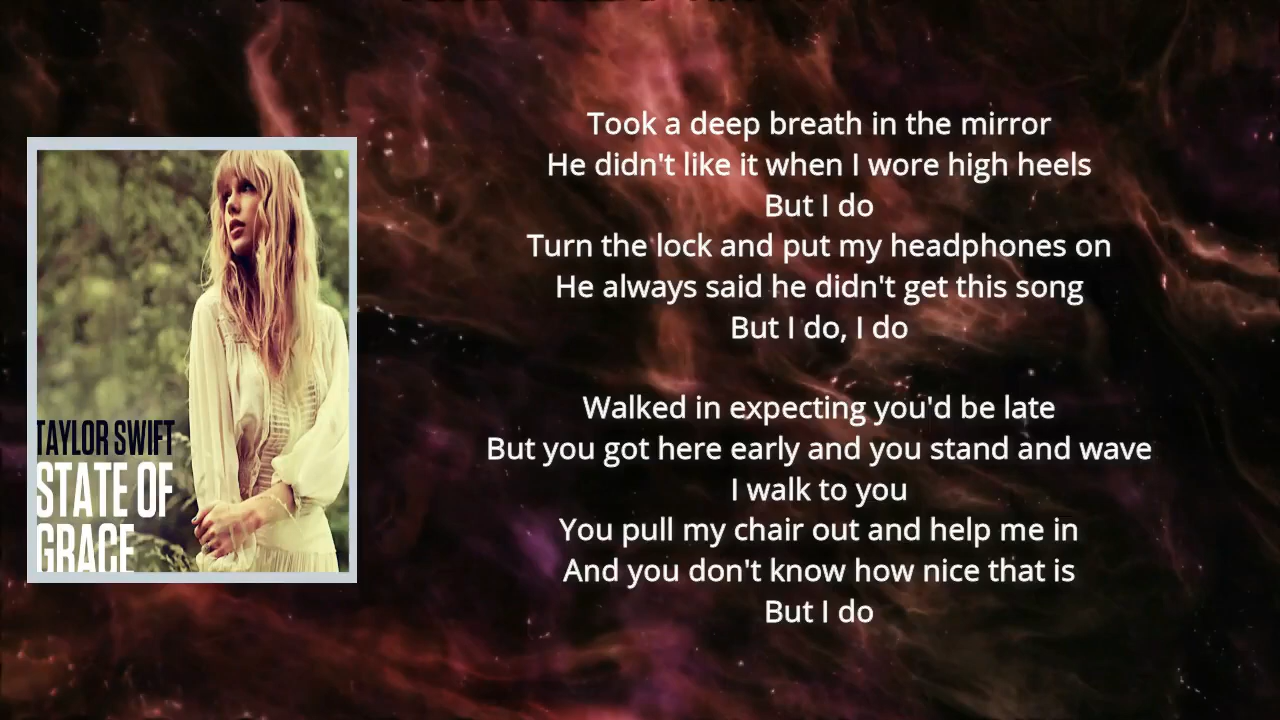 TAYLOR SWIFT
STATE OF
GRACE
Took a deep breath in the mirror
He didn't like it when I wore high heels
But I do
Turn the lock and put my headphones on
He always said he didn't get this song
But I do, I do
Walked in expecting you'd be late
But you got here early and you stand and wave
I walk to you
You pull my chair out and help me in
And you don't know how nice that is
But I do